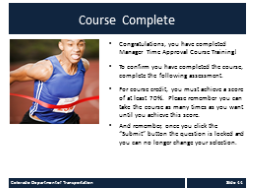 Course Complete
• Congratulations, you have completed
Manager Time Approval Course Training!
• To confirm you have completed the course,
complete the following assessment.
• For course credit, you must achieve a score
of at least 70%. Please remember you can
take the course as many times as you want
until you achieve this score.
• And remember, once you click the
"Submit" button the question is locked and
you can no longer change your selection.
Colorado Department of Transportation
Slide 44